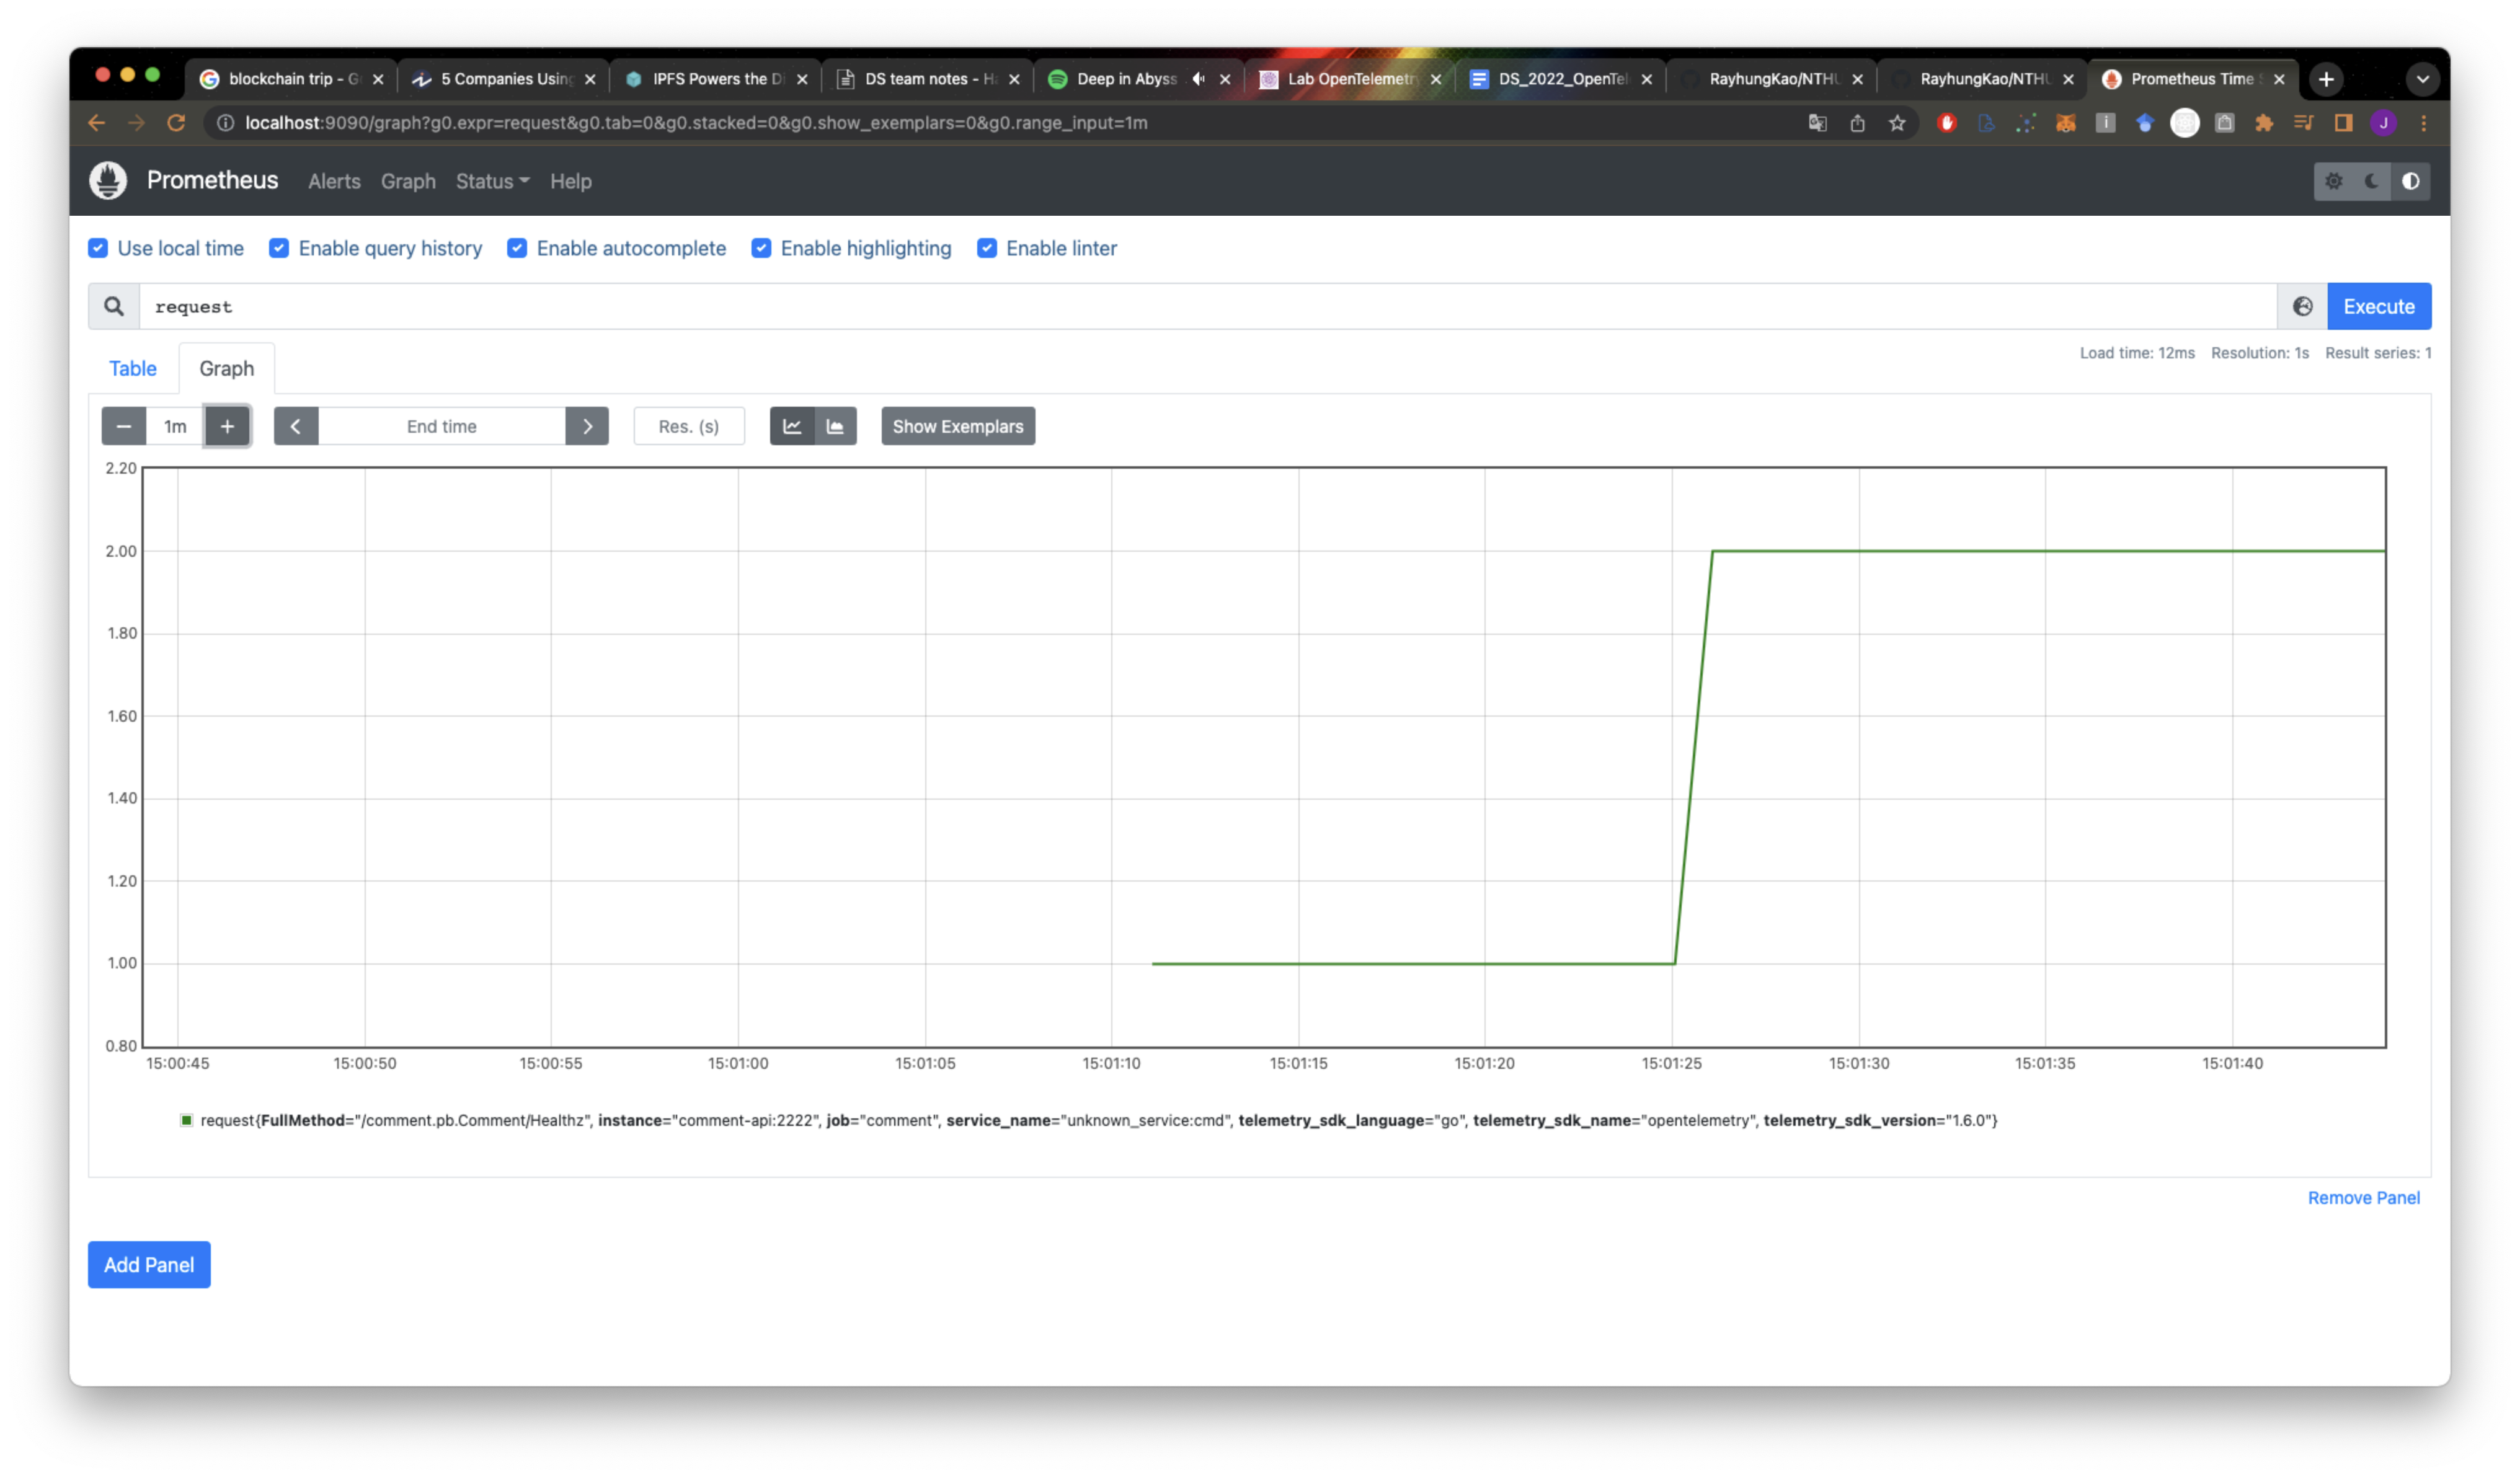 blockchain trip - G
5 Companies Using
IPFS Powers the Di
DS team notes - Ha
Deep in Abyss
Lab OpenTelemetr
DS_2022_OpenTel
RayhungKao/NTHU
RayhungKao/NTHU
Prometheus Time S
localhost:9090/graph?g0.expr=request&g0.tab=0&g0.stacked=0&g0.show_exemplars=0&g0.range_input=1m
J
Prometheus Alerts Graph Status Help
Use local time Enable query history Enable autocomplete Enable highlighting Enable linter
request Execute
Table Graph Load time: 12ms Resolution: 1s Result series: 1
1m End time Res. (s) Show Exemplars
2.20
2.00
1.80
1.60
1.40
1.20
1.00
0.80
15:00:45 15:00:50 15:00:55 15:01:00 15:01:05 15:01:10 15:01:15 15:01:20 15:01:25 15:01:30 15:01:35 15:01:40
request{FullMethod="/comment.pb.Comment/Healthz", instance="comment-api:2222", job="comment", service_name="unknown_service:cmd", telemetry_sdk_language="go", telemetry_sdk_name="opentelemetry", telemetry_sdk_version="1.6.0"}
Remove Panel
Add Panel